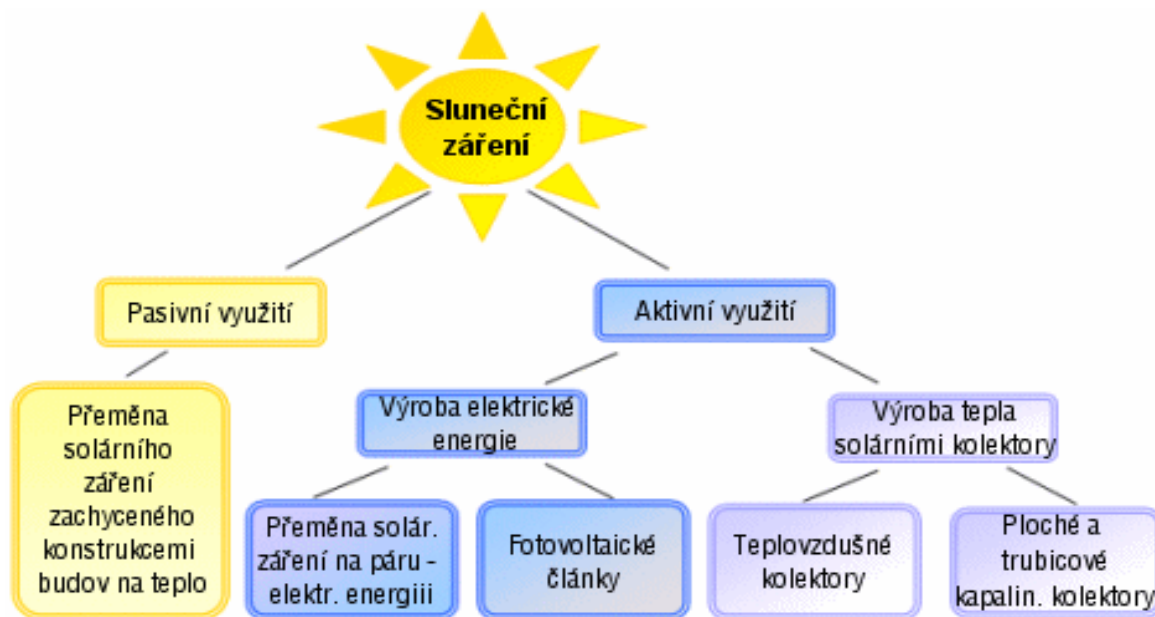 Sluneční
záření
Pasivní využití
Aktivní využití
Přeměna
solárního
záření
zachyceného
konstrukcemi
budov na teplo
Výroba elektrické
energie
Výroba tepla
solárními kolektory
Přeměna solár.
záření na páru -
elektr. energiii
Fotovoltaické
články
Teplovzdušné
kolektory
Ploché a
trubicové
kapalin. kolektory